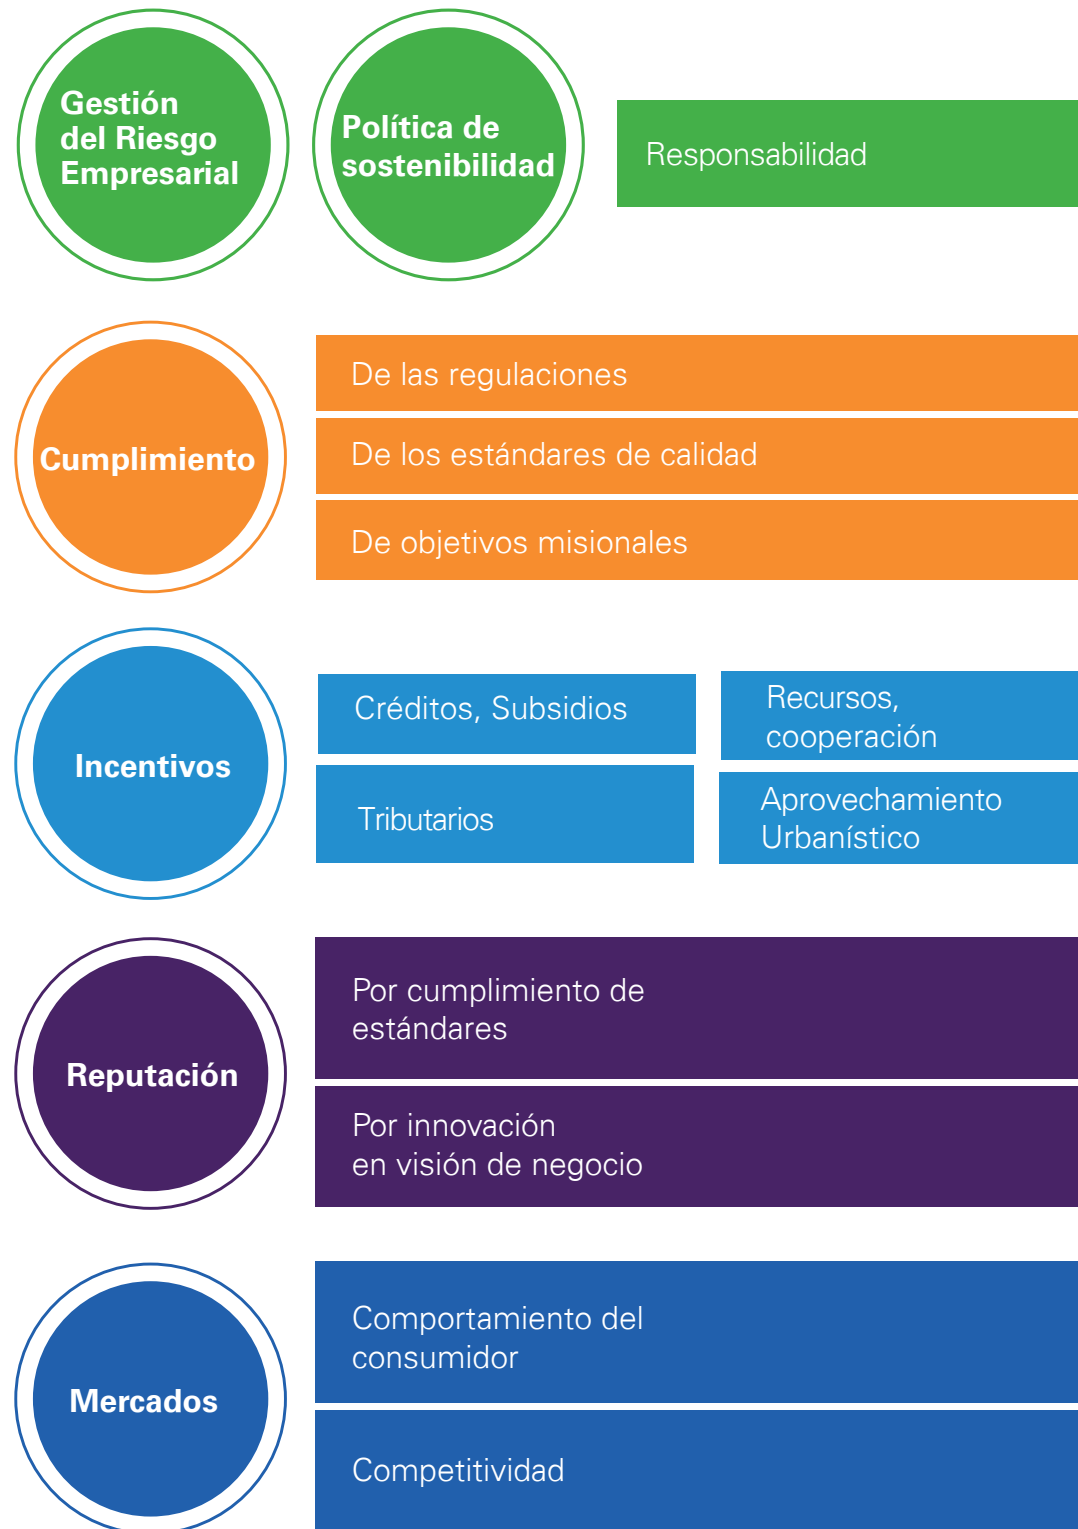 Gestión
del Riesgo
Empresarial
Política de
sostenibilidad
Responsabilidad
Cumplimiento
De las regulaciones
De los estándares de calidad
De objetivos misionales
Incentivos
Créditos, Subsidios
Recursos,
cooperación
Tributarios
Aprovechamiento
Urbanístico
Reputación
Por cumplimiento de
estándares
Por innovación
en visión de negocio
Mercados
Comportamiento del
consumidor
Competitividad